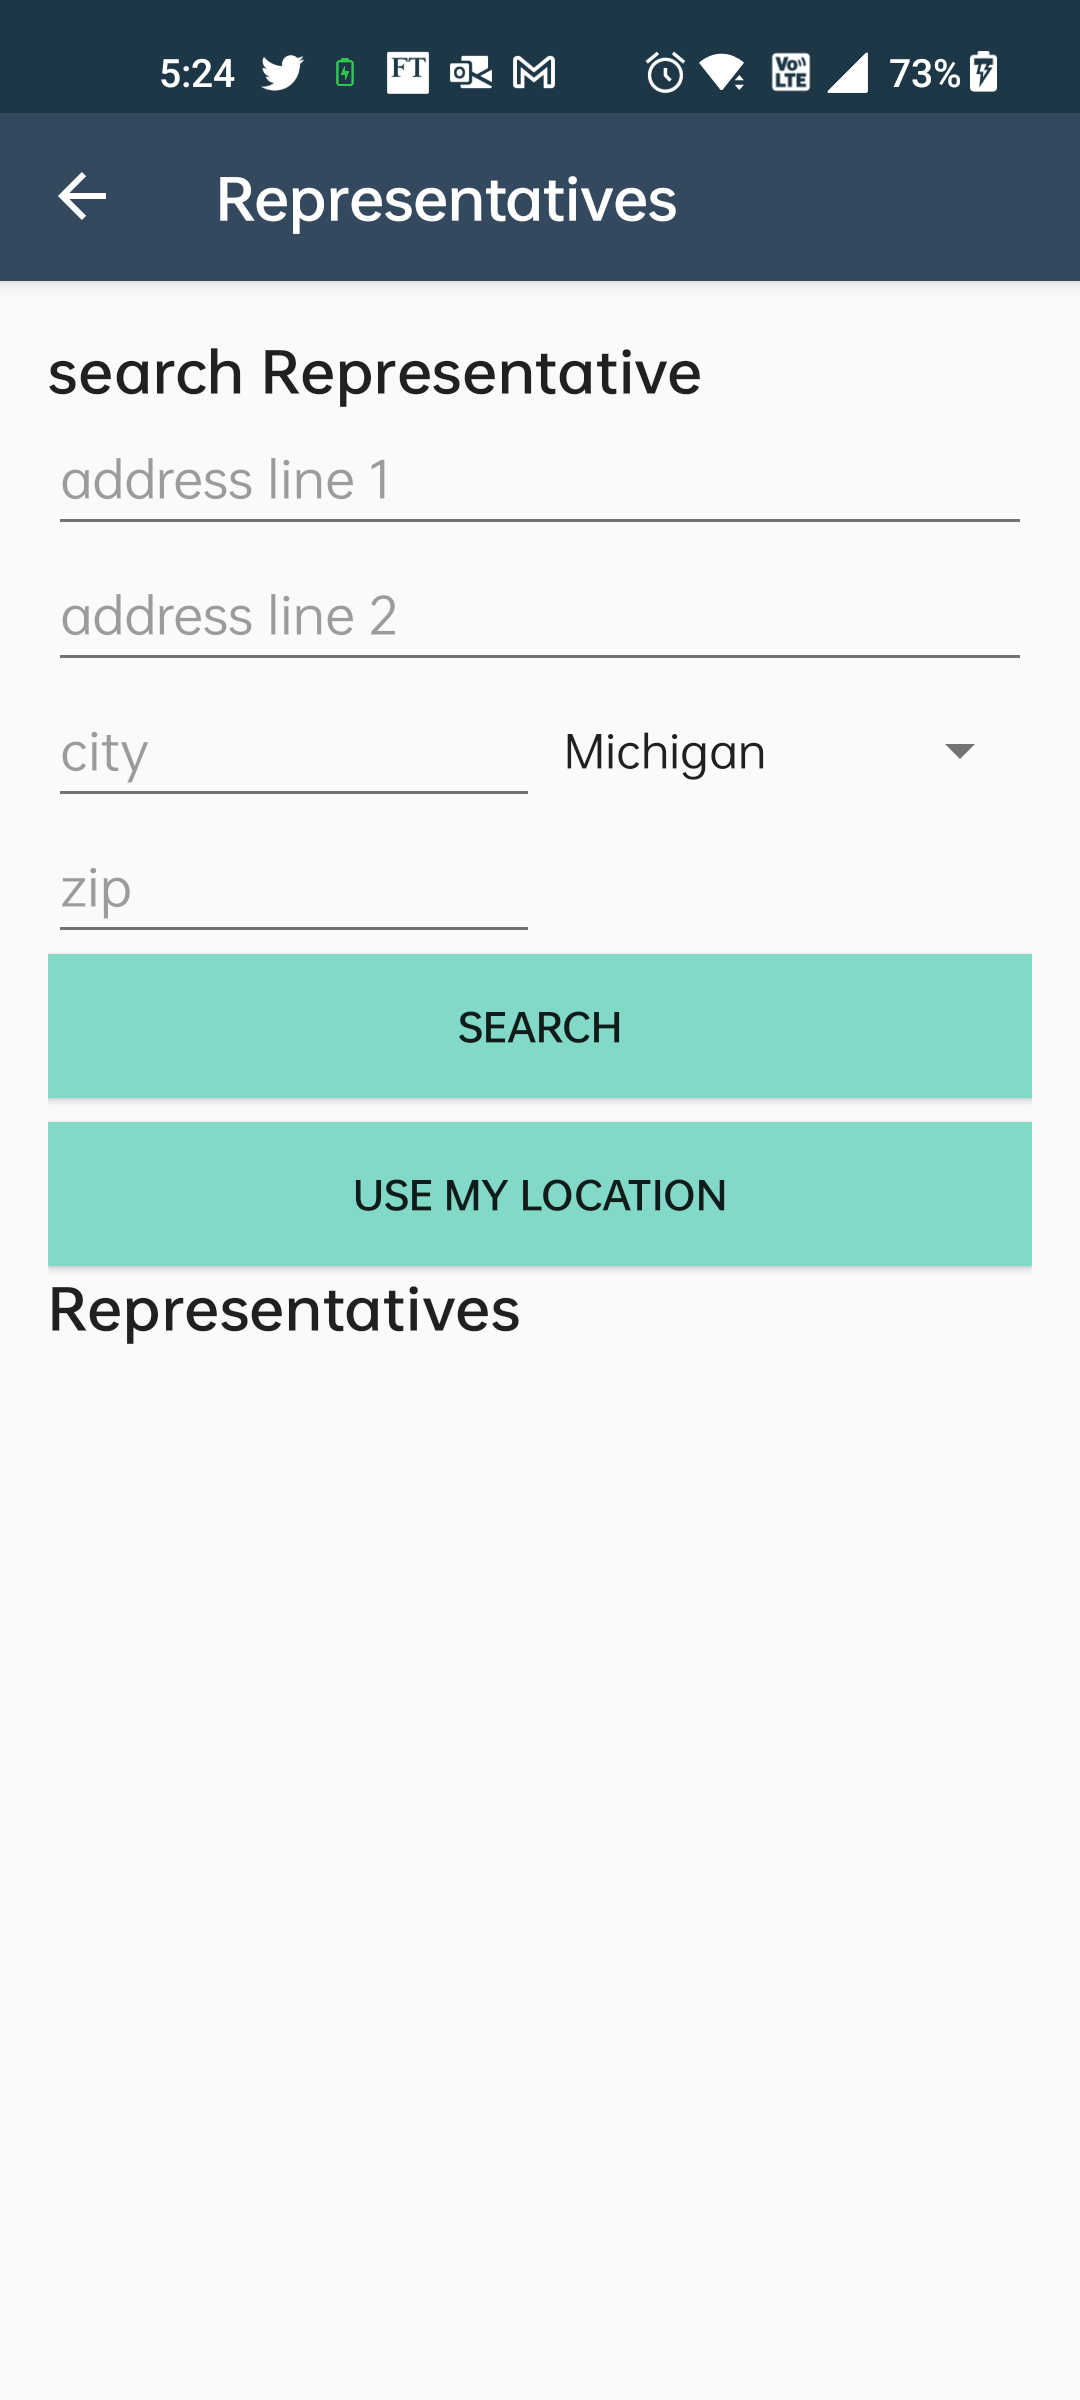 5:24 FT Vo LTE 73%
Representatives
search Representative
address line 1
address line 2
city Michigan
zip
SEARCH
USE MY LOCATION
Representatives